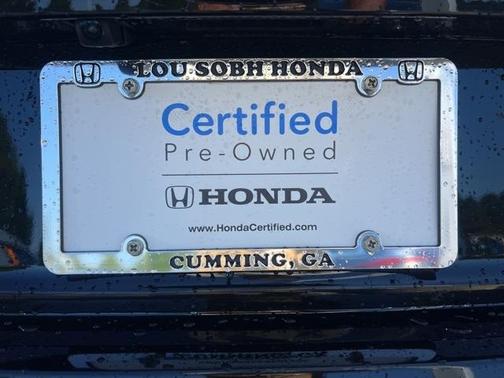 LOU SOBH HONDA
Certified
Pre-Owned
HONDA
www.HondaCertified.com
CUMMING, GA